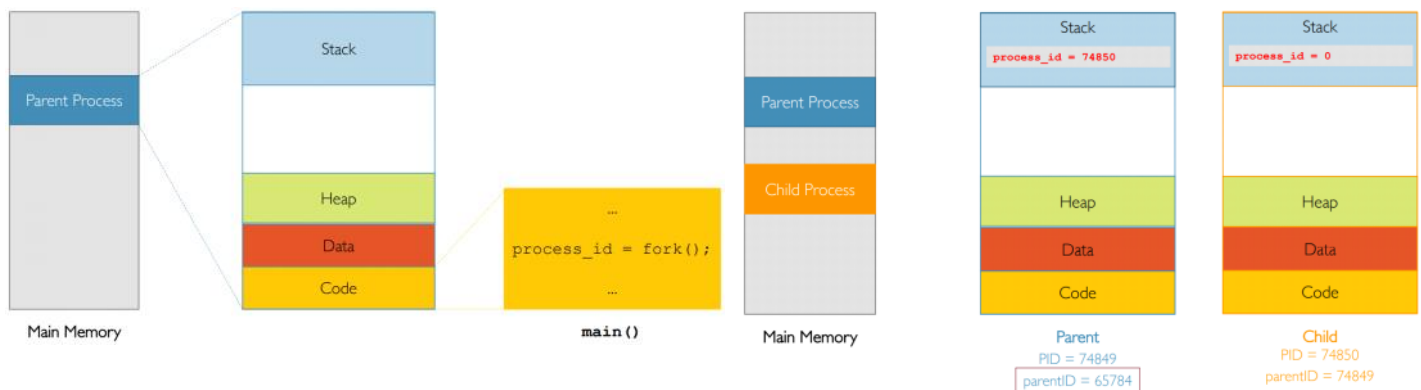 Parent Process
Main Memory
Stack
Heap
Data
Code
...
process_id = fork();
...
main()
Parent Process
Child Process
Main Memory
Stack
process_id = 74850
Heap
Data
Code
Parent
PID = 74849
parentID = 65784
Stack
process_id = 0
Heap
Data
Code
Child
PID = 74850
parentID = 74849